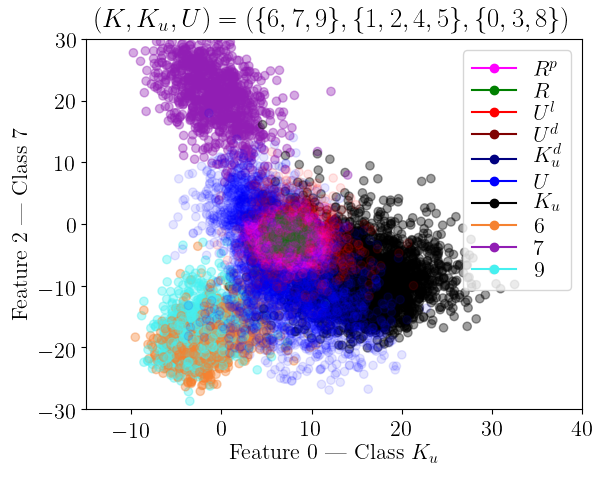 (K, K_u, U) = ({6, 7, 9}, {1, 2, 4, 5}, {0, 3, 8})
30
20
10
0
−10
−20
−30
Feature 2 — Class 7
R^p
R
U^l
U^d
K_u^d
U
K_u
6
7
9
−10 0 10 20 30 40
Feature 0 — Class K_u